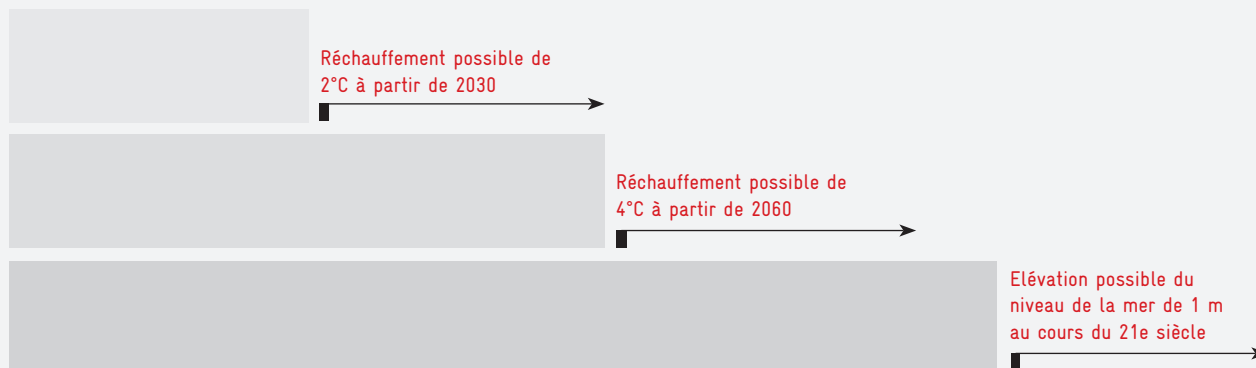 Réchauffement possible de
2°C à partir de 2030
Réchauffement possible de
4°C à partir de 2060
Elévation possible du
niveau de la mer de 1 m
au cours du 21e siècle